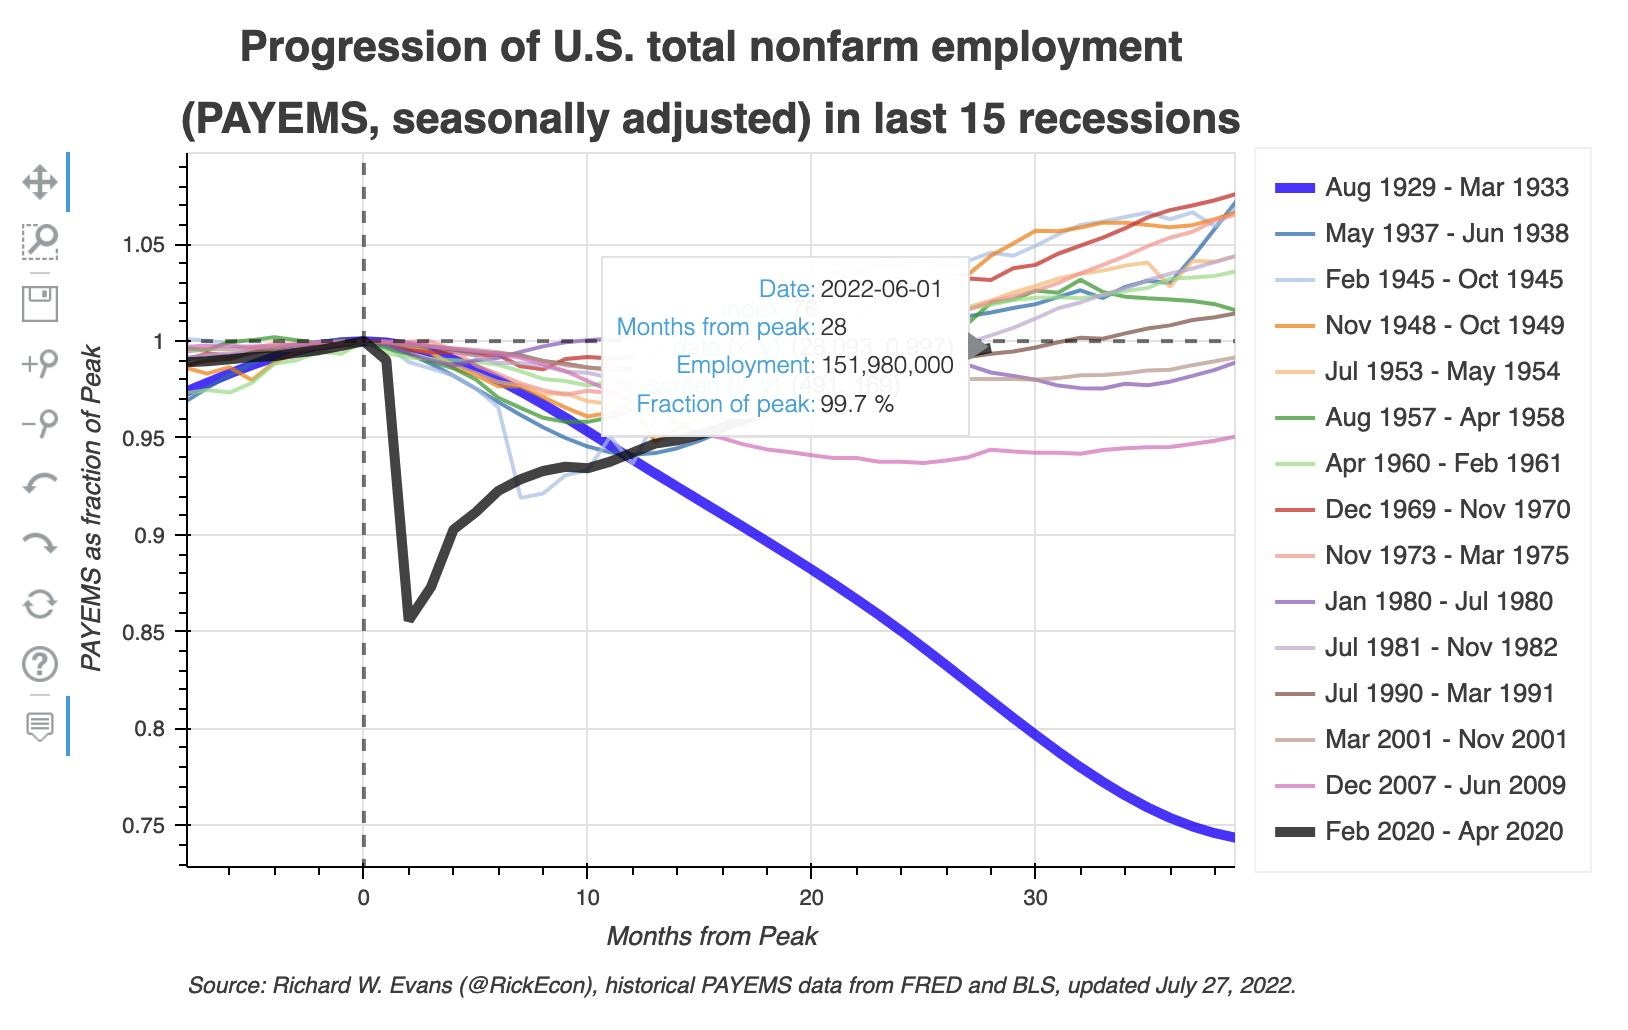 Progression of U.S. total nonfarm employment
(PAYEMS, seasonally adjusted) in last 15 recessions
PAYEMS as fraction of Peak
1.05
1
0.95
0.9
0.85
0.8
0.75
0
10
20
30
Months from Peak
Date: 2022-06-01
Months from peak: 28
Employment: 151,980,000
Fraction of peak: 99.7 %
Aug 1929 - Mar 1933
May 1937 - Jun 1938
Feb 1945 - Oct 1945
Nov 1948 - Oct 1949
Jul 1953 - May 1954
Aug 1957 - Apr 1958
Apr 1960 - Feb 1961
Dec 1969 - Nov 1970
Nov 1973 - Mar 1975
Jan 1980 - Jul 1980
Jul 1981 - Nov 1982
Jul 1990 - Mar 1991
Mar 2001 - Nov 2001
Dec 2007 - Jun 2009
Feb 2020 - Apr 2020
Source: Richard W. Evans (@RickEcon), historical PAYEMS data from FRED and BLS, updated July 27, 2022.